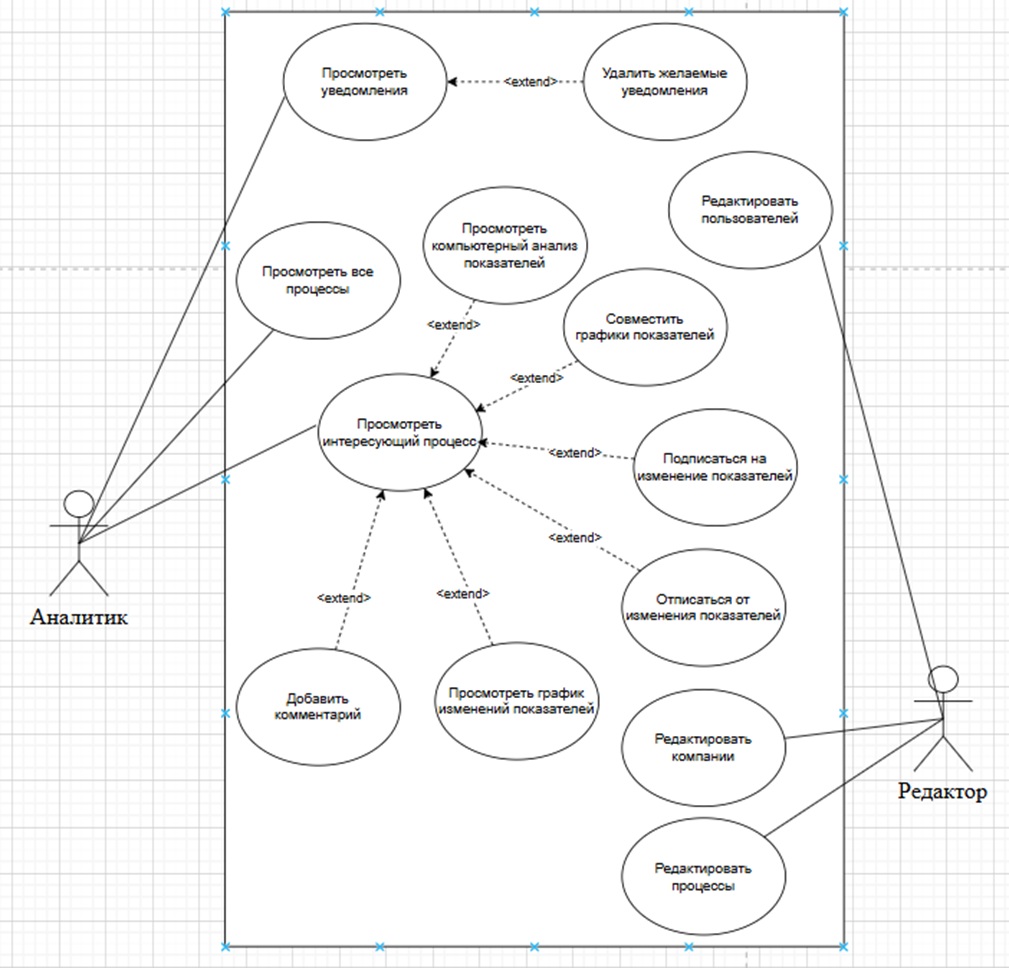 Просмотреть
уведомления
<extend>
Удалить желаемые
уведомления
Редактировать
пользователей
Просмотреть
компьютерный анализ
показателей
Просмотреть все
процессы
<extend>
Совместить
графики показателей
<extend>
Просмотреть
интересующий процесс
<extend>
Подписаться на
изменение показателей
<extend>
Отписаться от
изменения показателей
<extend>
<extend>
Аналитик
Добавить
комментарий
Просмотреть график
изменений показателей
Редактировать
компании
Редактор
Редактировать
процессы